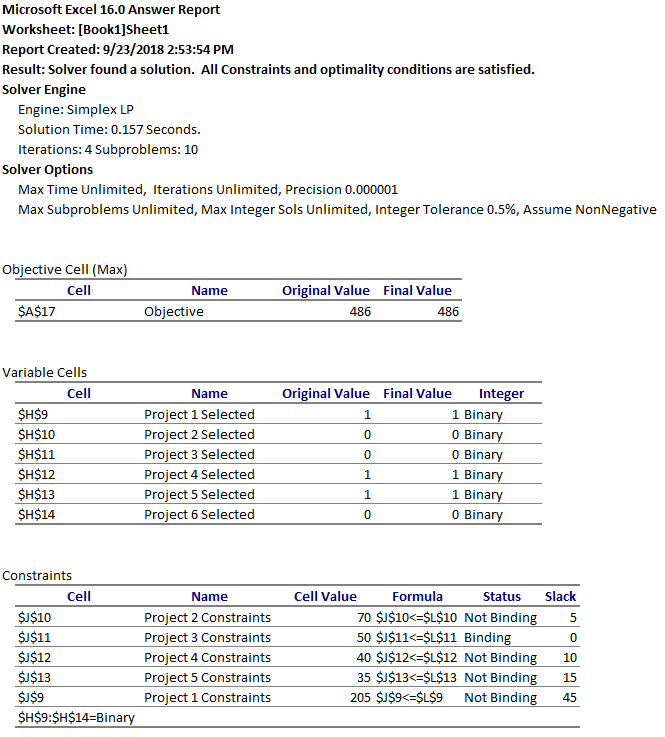 Microsoft Excel 16.0 Answer Report
Worksheet: [Book1]Sheet1
Report Created: 9/23/2018 2:53:54 PM
Result: Solver found a solution. All Constraints and optimality conditions are satisfied.
Solver Engine
Engine: Simplex LP
Solution Time: 0.157 Seconds.
Iterations: 4 Subproblems: 10
Solver Options
Max Time Unlimited, Iterations Unlimited, Precision 0.000001
Max Subproblems Unlimited, Max Integer Sols Unlimited, Integer Tolerance 0.5%, Assume NonNegative
Objective Cell (Max)
Cell Name Original Value Final Value
$A$17 Objective 486 486
Variable Cells
Cell Name Original Value Final Value Integer
$H$9 Project 1 Selected 1 1 Binary
$H$10 Project 2 Selected 0 0 Binary
$H$11 Project 3 Selected 0 0 Binary
$H$12 Project 4 Selected 1 1 Binary
$H$13 Project 5 Selected 1 1 Binary
$H$14 Project 6 Selected 0 0 Binary
Constraints
Cell Name Cell Value Formula Status Slack
$J$10 Project 2 Constraints 70 $J$10<=$L$10 Not Binding 5
$J$11 Project 3 Constraints 50 $J$11<=$L$11 Binding 0
$J$12 Project 4 Constraints 40 $J$12<=$L$12 Not Binding 10
$J$13 Project 5 Constraints 35 $J$13<=$L$13 Not Binding 15
$J$9 Project 1 Constraints 205 $J$9<=$L$9 Not Binding 45
$H$9:$H$14=Binary